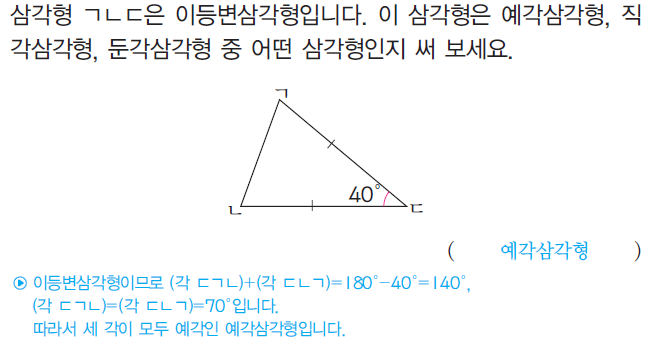 삼각형 ㄱㄴㄷ은 이등변삼각형입니다. 이 삼각형은 예각삼각형, 직
각삼각형, 둔각삼각형 중 어떤 삼각형인지 써 보세요.
ㄱ
40°
ㄴ
ㄷ
( 예각삼각형 )
이등변삼각형이므로 (각 ㄷㄱㄴ)+(각 ㄷㄴㄱ)=180°-40°=140°,
(각 ㄷㄱㄴ)=(각 ㄷㄴㄱ)=70°입니다.
따라서 세 각이 모두 예각인 예각삼각형입니다.